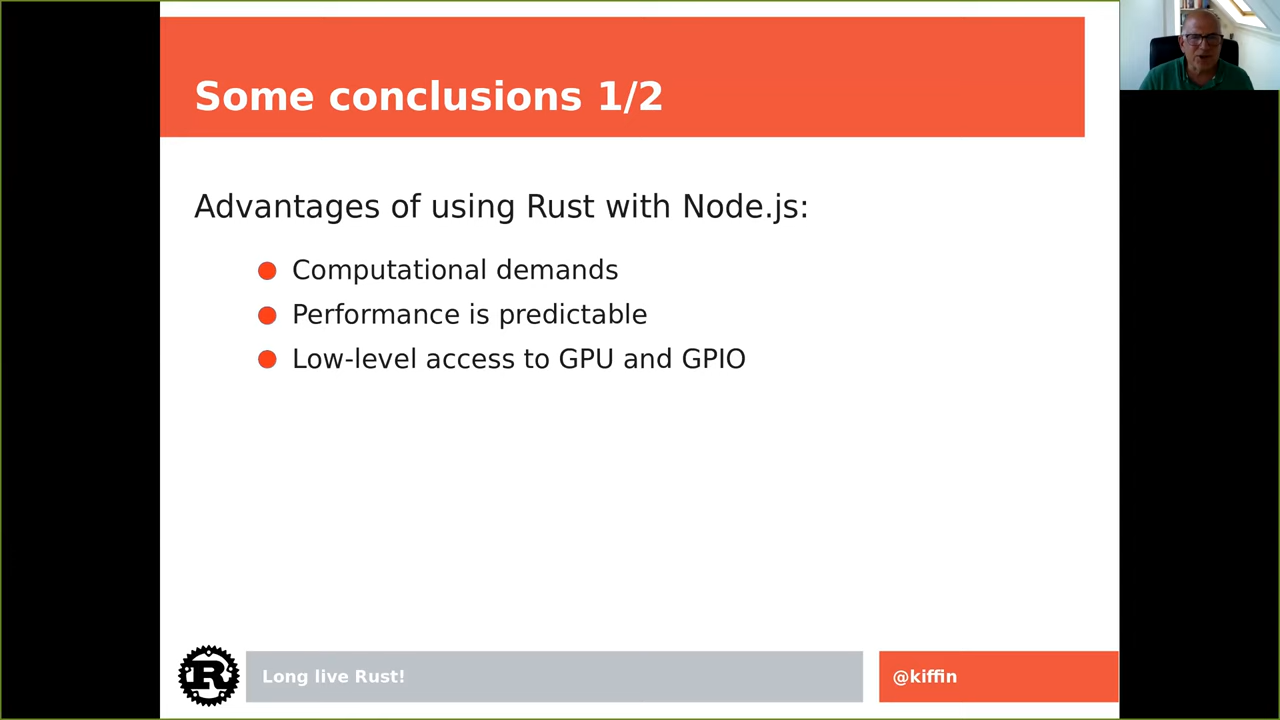 Some conclusions 1/2
Advantages of using Rust with Node.js:
Computational demands
Performance is predictable
Low-level access to GPU and GPIO
R
Long live Rust!
@kiffin